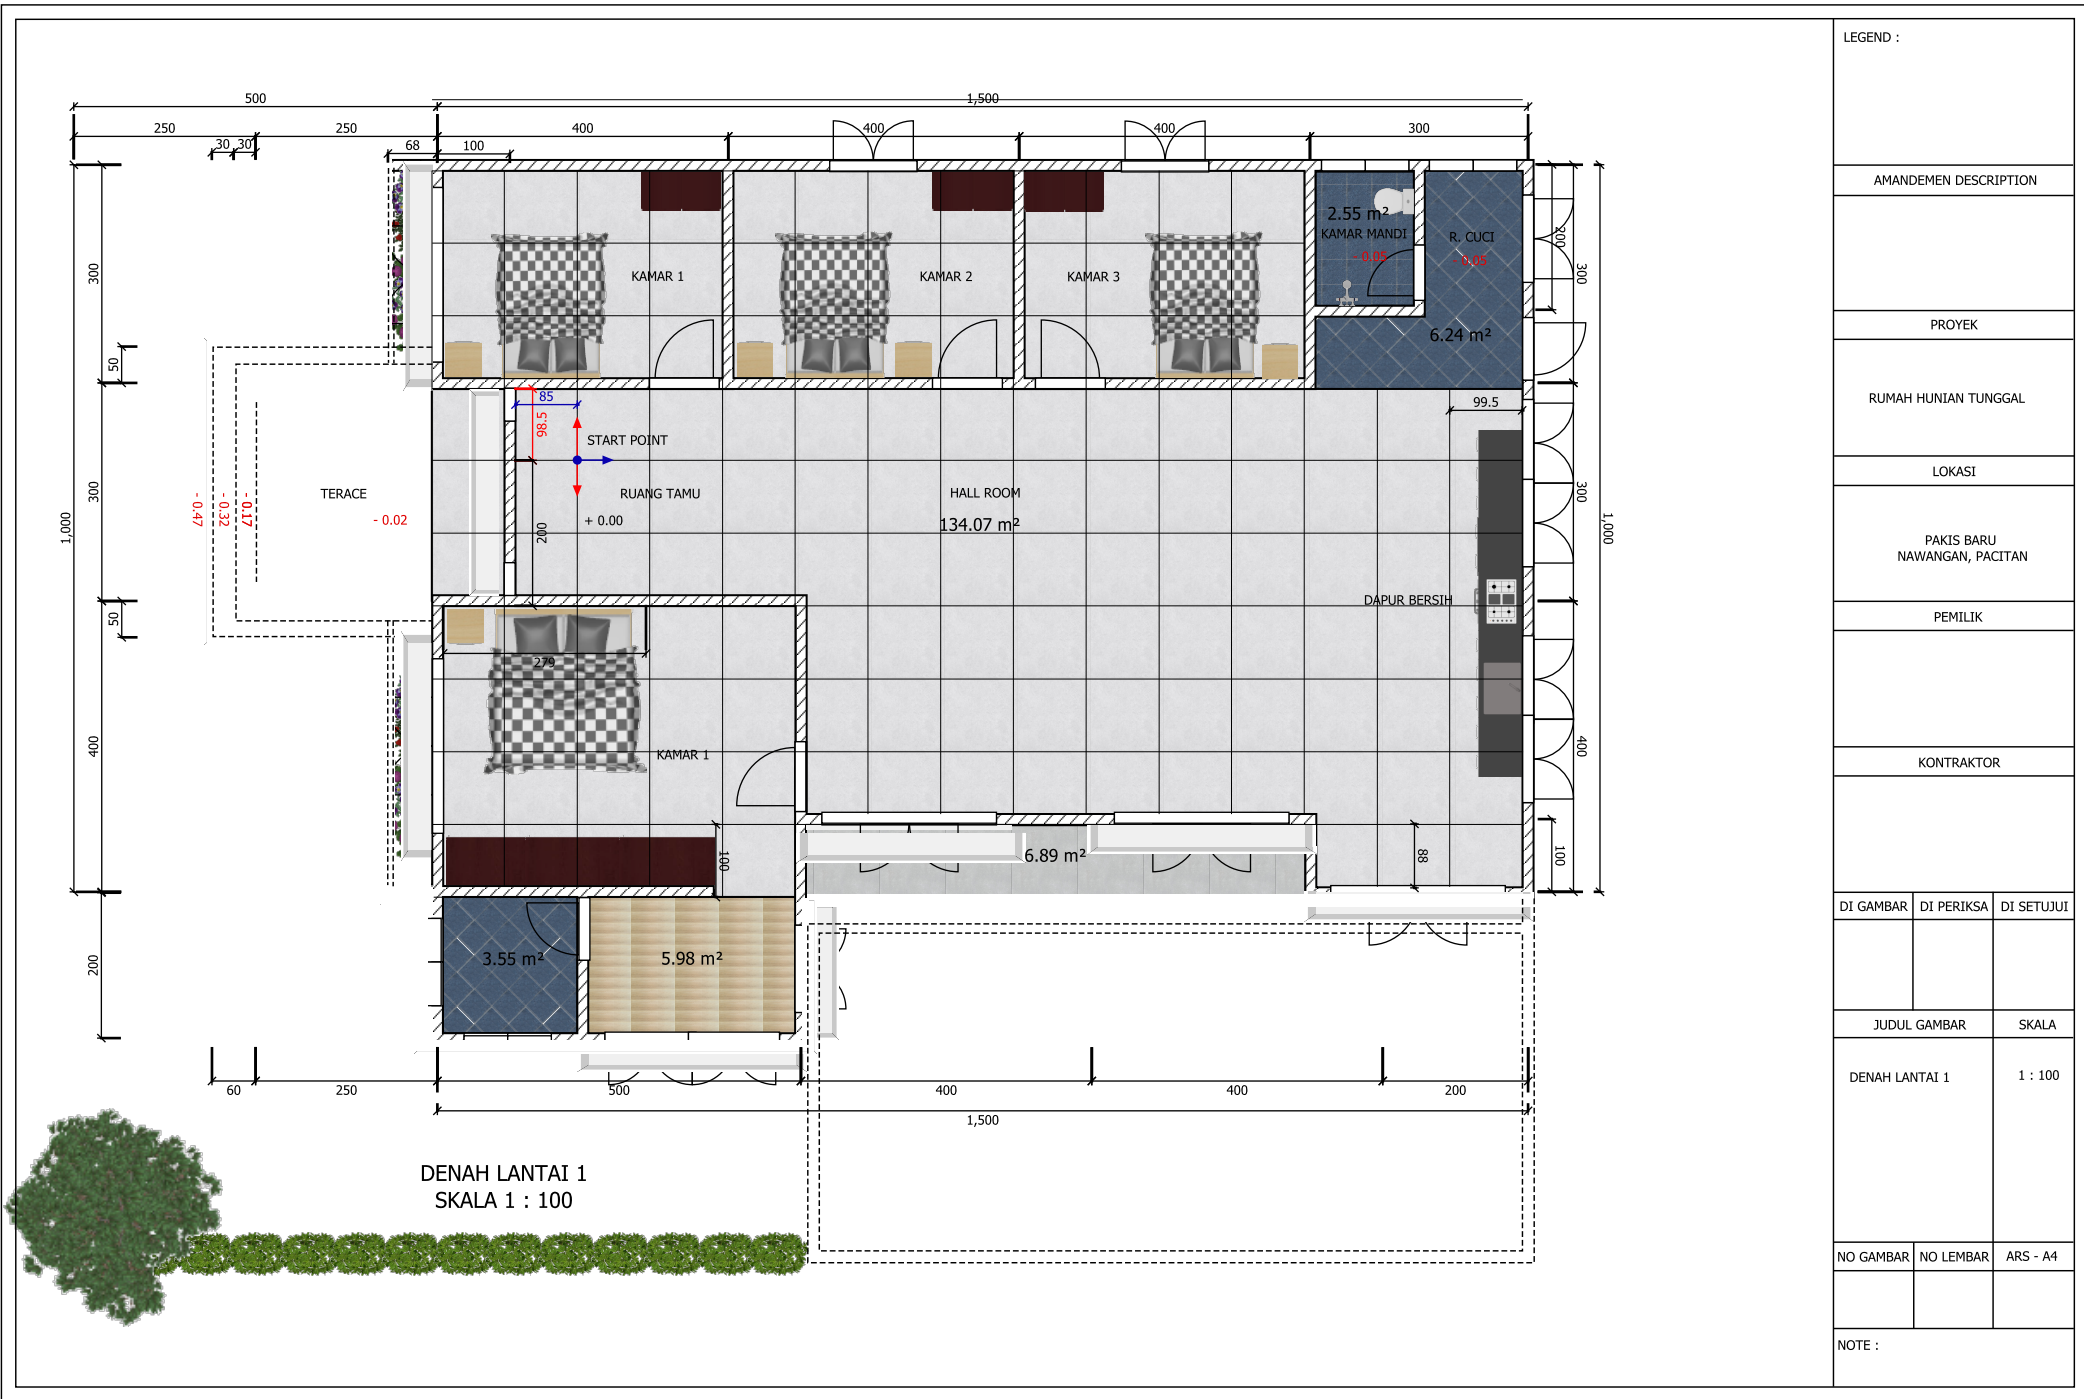 LEGEND :
AMANDEMEN DESCRIPTION
PROYEK
RUMAH HUNIAN TUNGGAL
LOKASI
PAKIS BARU
NAWANGAN, PACITAN
PEMILIK
KONTRAKTOR
DI GAMBAR DI PERIKSA DI SETUJUI
JUDUL GAMBAR SKALA
DENAH LANTAI 1 1 : 100
NO GAMBAR NO LEMBAR ARS - A4
NOTE :
500 1,500
250 250 400 400 400 300
30 30 68 100
300
50
300
1,000
50
400
200
KAMAR 1
KAMAR 2
KAMAR 3
2.55 m²
KAMAR MANDI
- 0.05
R. CUCI
- 0.05
6.24 m²
200
300
300
1,000
400
100
85
98.5
99.5
START POINT
TERACE
- 0.02
- 0.47
- 0.32
- 0.17
RUANG TAMU
+ 0.00
200
HALL ROOM
134.07 m²
DAPUR BERSIH
279
KAMAR 1
100
6.89 m²
88
3.55 m²
5.98 m²
60 250 500 400 400 200
1,500
DENAH LANTAI 1
SKALA 1 : 100